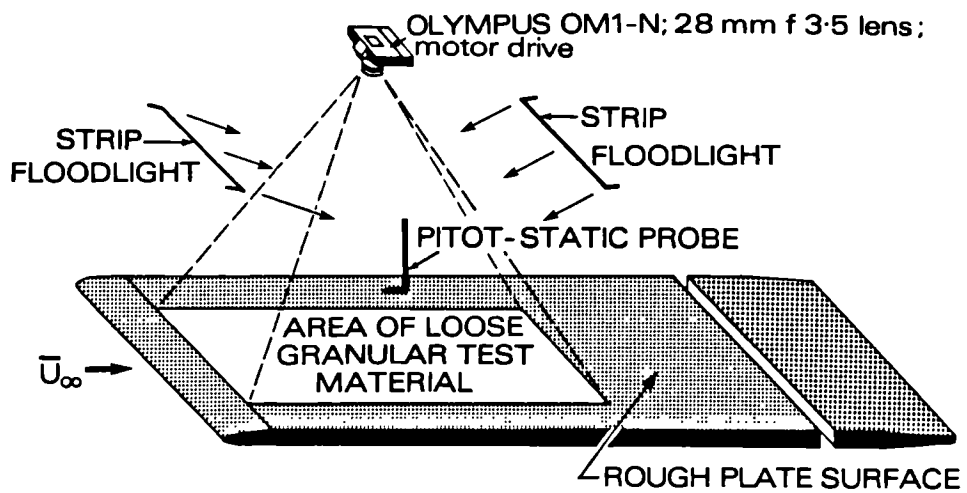 OLYMPUS OM1-N; 28 mm f 3·5 lens;
motor drive
STRIP
FLOODLIGHT
STRIP
FLOODLIGHT
PITOT-STATIC PROBE
AREA OF LOOSE
GRANULAR TEST
MATERIAL
U̅∞
ROUGH PLATE SURFACE